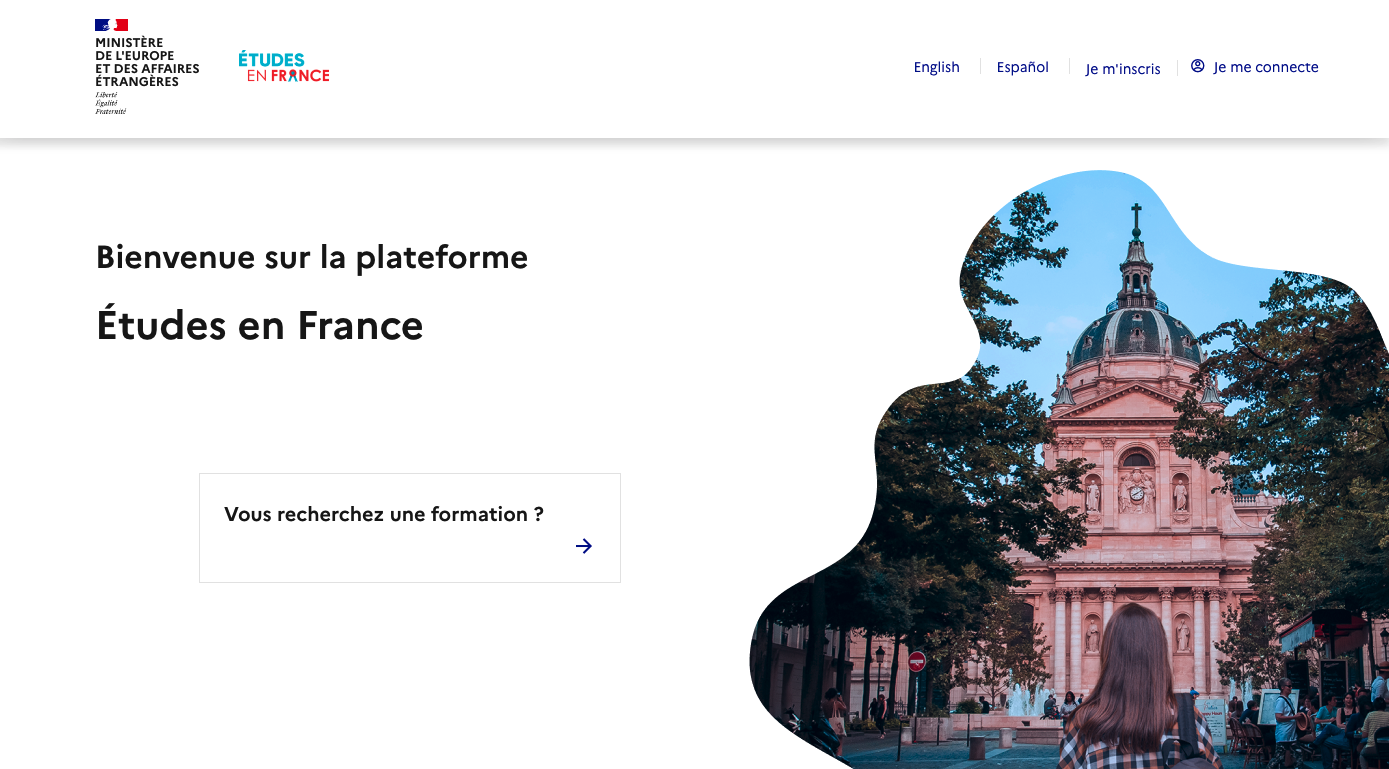 MINISTÈRE
DE L'EUROPE
ET DES AFFAIRES
ÉTRANGÈRES
Liberté
Égalité
Fraternité
ÉTUDES
EN FRANCE
English
Español
Je m'inscris
Je me connecte
Bienvenue sur la plateforme
Études en France
Vous recherchez une formation ?